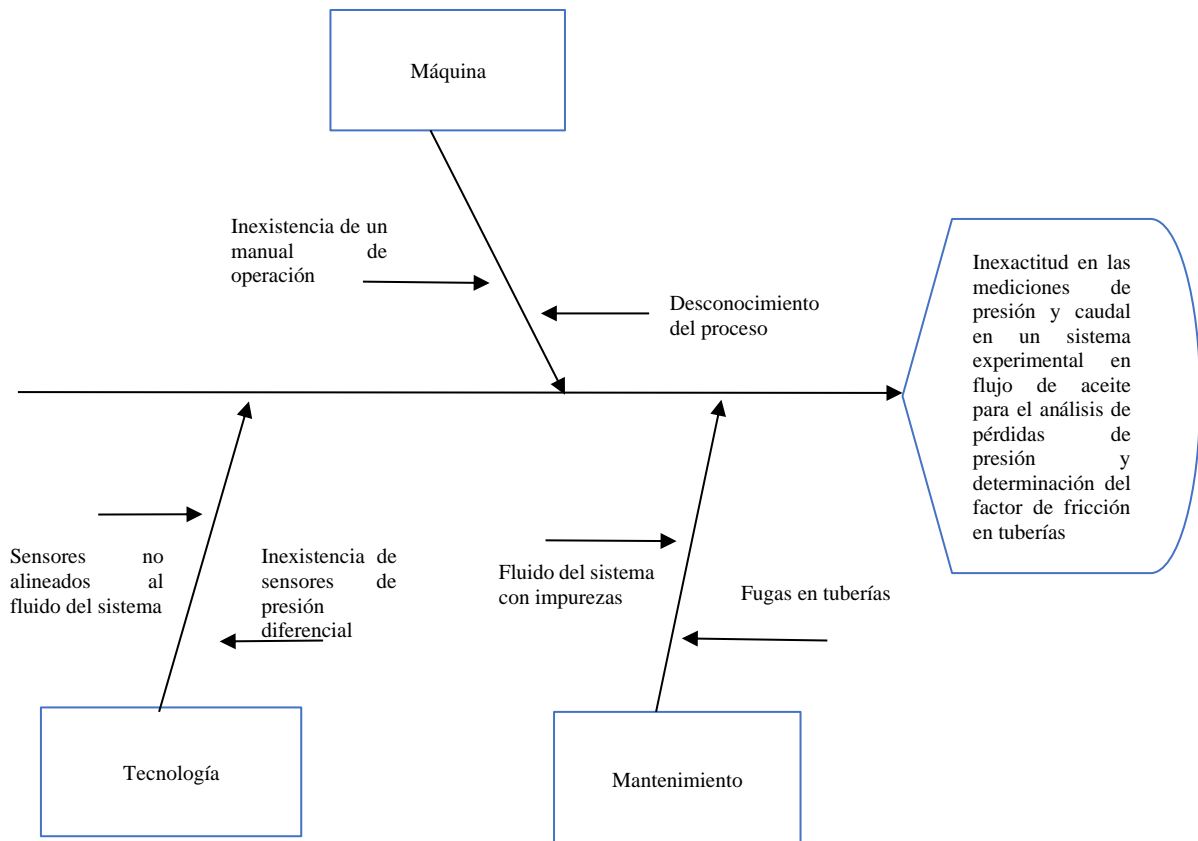 Máquina
Inexistencia de un
manual de
operación
Desconocimiento
del proceso
Inexactitud en las
mediciones de
presión y caudal
en un sistema
experimental en
flujo de aceite
para el análisis de
pérdidas de
presión y
determinación del
factor de fricción
en tuberías
Sensores no
alineados al
fluido del sistema
Inexistencia de
sensores de
presión
diferencial
Fluido del sistema
con impurezas
Fugas en tuberías
Tecnología
Mantenimiento